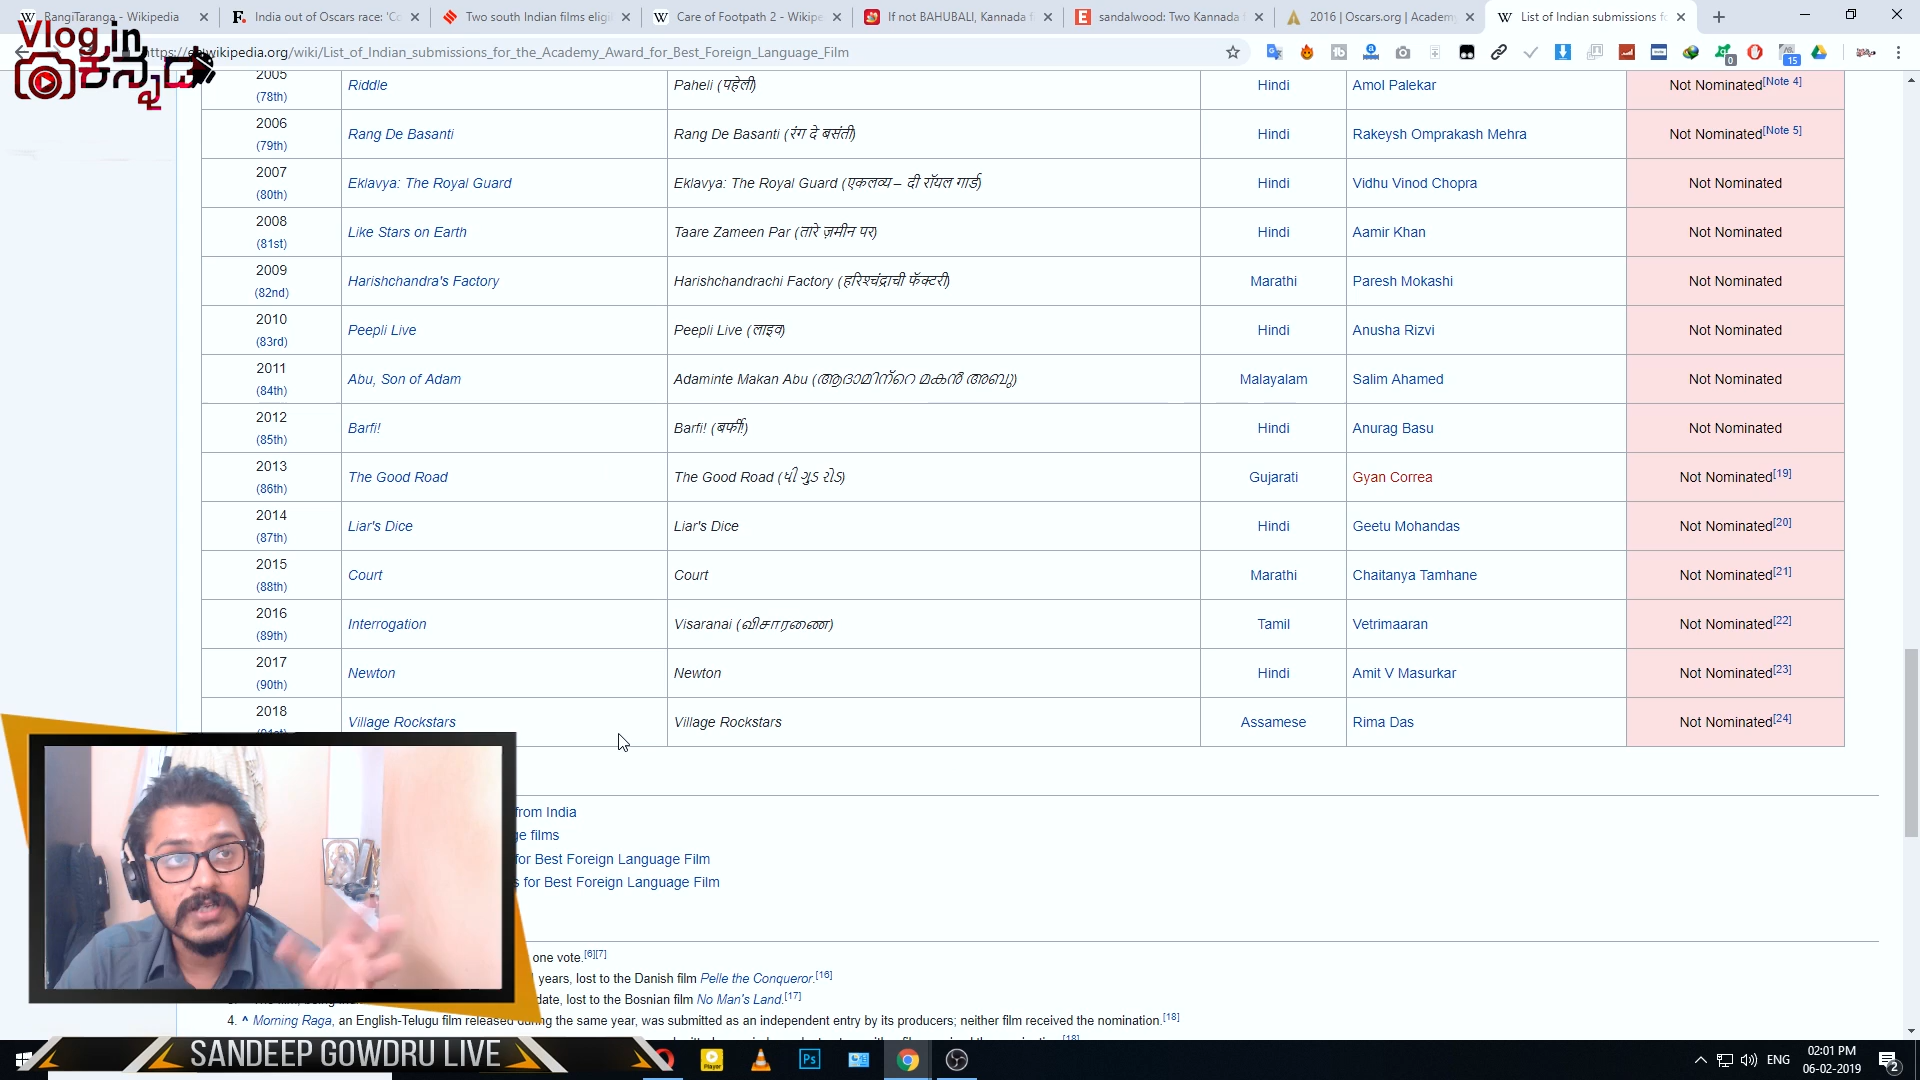 RangiTaranga - Wikipedia
India out of Oscars race: 'Co
Two south Indian films eligi
Care of Footpath 2 - Wikipe
If not BAHUBALI, Kannada f
sandalwood: Two Kannada
2016 | Oscars.org | Academ
List of Indian submissions fo
Vlog in
ಕನ್ನಡ
https://en.wikipedia.org/wiki/List_of_Indian_submissions_for_the_Academy_Award_for_Best_Foreign_Language_Film
2005 (78th) Riddle Paheli (पहेली) Hindi Amol Palekar Not Nominated[Note 4]
2006 (79th) Rang De Basanti Rang De Basanti (रंग दे बसंती) Hindi Rakeysh Omprakash Mehra Not Nominated[Note 5]
2007 (80th) Eklavya: The Royal Guard Eklavya: The Royal Guard (एकलव्य – दी रॉयल गार्ड) Hindi Vidhu Vinod Chopra Not Nominated
2008 (81st) Like Stars on Earth Taare Zameen Par (तारे ज़मीन पर) Hindi Aamir Khan Not Nominated
2009 (82nd) Harishchandra's Factory Harishchandrachi Factory (हरिश्चंद्राची फॅक्टरी) Marathi Paresh Mokashi Not Nominated
2010 (83rd) Peepli Live Peepli Live (लाइव) Hindi Anusha Rizvi Not Nominated
2011 (84th) Abu, Son of Adam Adaminte Makan Abu (ആദാമിന്റെ മകൻ അബു) Malayalam Salim Ahamed Not Nominated
2012 (85th) Barfi! Barfi! (बर्फी!) Hindi Anurag Basu Not Nominated
2013 (86th) The Good Road The Good Road (ધી ગુડ રોડ) Gujarati Gyan Correa Not Nominated[19]
2014 (87th) Liar's Dice Liar's Dice Hindi Geetu Mohandas Not Nominated[20]
2015 (88th) Court Court Marathi Chaitanya Tamhane Not Nominated[21]
2016 (89th) Interrogation Visaranai (விசாரணை) Tamil Vetrimaaran Not Nominated[22]
2017 (90th) Newton Newton Hindi Amit V Masurkar Not Nominated[23]
2018 Village Rockstars Village Rockstars Assamese Rima Das Not Nominated[24]
from India
films
for Best Foreign Language Film
for Best Foreign Language Film
one vote.[6][7]
years, lost to the Danish film Pelle the Conqueror.[16]
date, lost to the Bosnian film No Man's Land.[17]
4. ^ Morning Raga, an English-Telugu film released during the same year, was submitted as an independent entry by its producers; neither film received the nomination.[18]
SANDEEP GOWDRU LIVE
Player
Ps
ENG
02:01 PM
06-02-2019
2
0
15